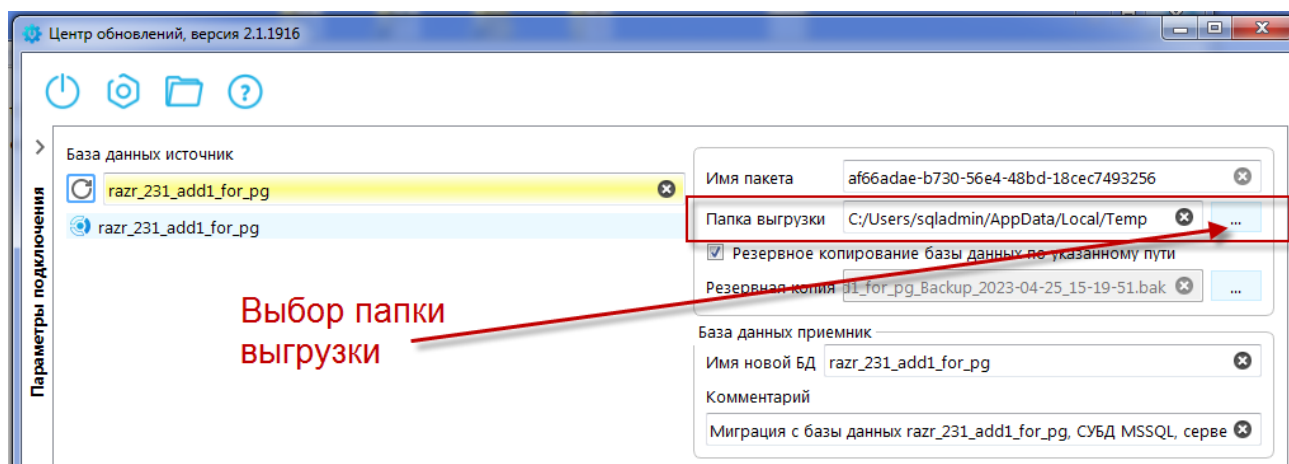 Центр обновлений, версия 2.1.1916
База данных источник
razr_231_add1_for_pg
razr_231_add1_for_pg
Параметры подключения
Имя пакета af66adae-b730-56e4-48bd-18cec7493256
Папка выгрузки C:/Users/sqladmin/AppData/Local/Temp ...
Резервное копирование базы данных по указанному пути
Резервная копия d1_for_pg_Backup_2023-04-25_15-19-51.bak ...
Выбор папки
выгрузки
База данных приемник
Имя новой БД razr_231_add1_for_pg
Комментарий
Миграция с базы данных razr_231_add1_for_pg, СУБД MSSQL, серве